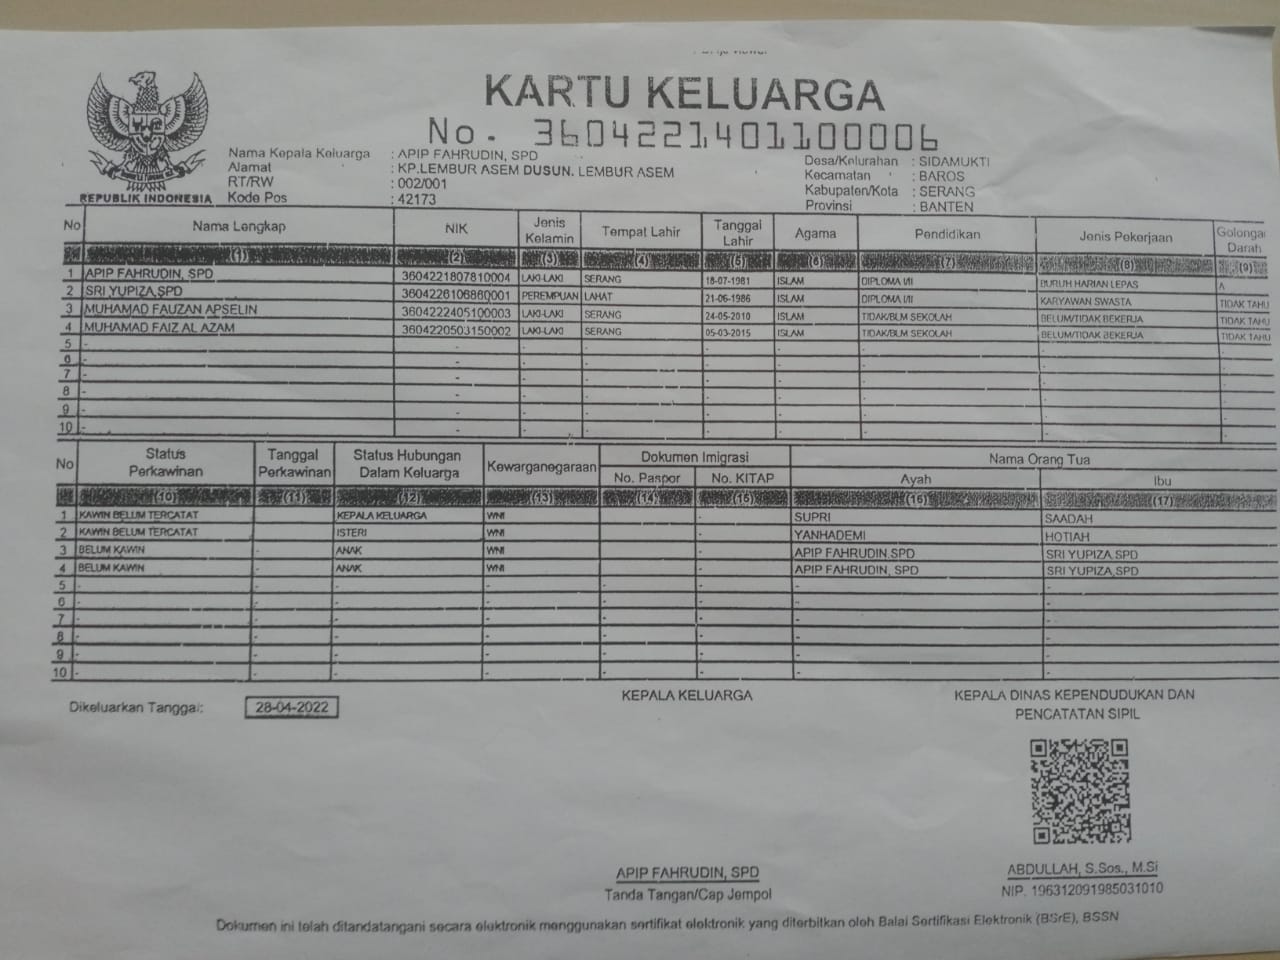 KARTU KELUARGA
No. 3604221401100006
REPUBLIK INDONESIA
Nama Kepala Keluarga : APIP FAHRUDIN, SPD
Alamat : KP.LEMBUR ASEM DUSUN. LEMBUR ASEM
RT/RW : 002/001
Kode Pos : 42173
Desa/Kelurahan : SIDAMUKTI
Kecamatan : BAROS
Kabupaten/Kota : SERANG
Provinsi : BANTEN
No Nama Lengkap NIK Jenis Kelamin Tempat Lahir Tanggal Lahir Agama Pendidikan Jenis Pekerjaan Golongan Darah
(1) (2) (3) (4) (5) (6) (7) (8) (9)
1 APIP FAHRUDIN, SPD 3604221807810004 LAKI-LAKI SERANG 18-07-1981 ISLAM DIPLOMA I/II BURUH HARIAN LEPAS A
2 SRI YUPIZA,SPD 3604226106860001 PEREMPUAN LAHAT 21-06-1986 ISLAM DIPLOMA I/II KARYAWAN SWASTA TIDAK TAHU
3 MUHAMAD FAUZAN APSELIN 3604222405100003 LAKI-LAKI SERANG 24-05-2010 ISLAM TIDAK/BLM SEKOLAH BELUM/TIDAK BEKERJA TIDAK TAHU
4 MUHAMAD FAIZ AL AZAM 3604220503150002 LAKI-LAKI SERANG 05-03-2015 ISLAM TIDAK/BLM SEKOLAH BELUM/TIDAK BEKERJA TIDAK TAHU
5 - - - - - - - - -
6 - - - - - - - - -
7 - - - - - - - - -
8 - - - - - - - - -
9 - - - - - - - - -
10 - - - - - - - - -
No Status Perkawinan Tanggal Perkawinan Status Hubungan Dalam Keluarga Kewarganegaraan Dokumen Imigrasi Nama Orang Tua
No. Paspor No. KITAP Ayah Ibu
(10) (11) (12) (13) (14) (15) (16) (17)
1 KAWIN BELUM TERCATAT KEPALA KELUARGA WNI - SUPRI SAADAH
2 KAWIN BELUM TERCATAT ISTERI WNI - YANHADEMI HOTIAH
3 BELUM KAWIN - ANAK WNI - APIP FAHRUDIN,SPD SRI YUPIZA,SPD
4 BELUM KAWIN - ANAK WNI - APIP FAHRUDIN, SPD SRI YUPIZA,SPD
5 - - - - - - - -
6 - - - - - - - -
7 - - - - - - - -
8 - - - - - - - -
9 - - - - - - - -
10 - - - - - - - -
Dikeluarkan Tanggal: 28-04-2022
KEPALA KELUARGA
KEPALA DINAS KEPENDUDUKAN DAN
PENCATATAN SIPIL
APIP FAHRUDIN, SPD
Tanda Tangan/Cap Jempol
ABDULLAH, S.Sos., M.Si
NIP. 196312091985031010
Dokumen ini telah ditandatangani secara elektronik menggunakan sertifikat elektronik yang diterbitkan oleh Balai Sertifikasi Elektronik (BSrE), BSSN